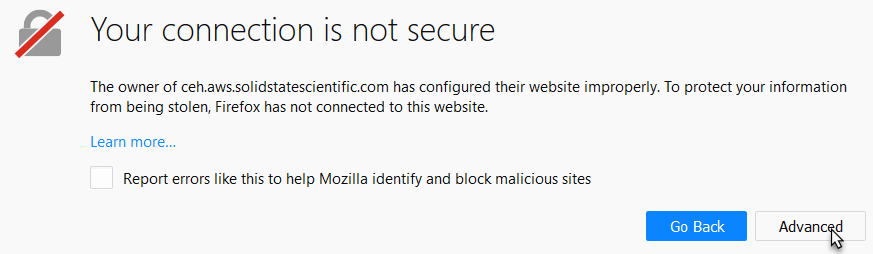 Your connection is not secure
The owner of ceh.aws.solidstatescientific.com has configured their website improperly. To protect your information
from being stolen, Firefox has not connected to this website.
Learn more...
Report errors like this to help Mozilla identify and block malicious sites
Go Back
Advanced